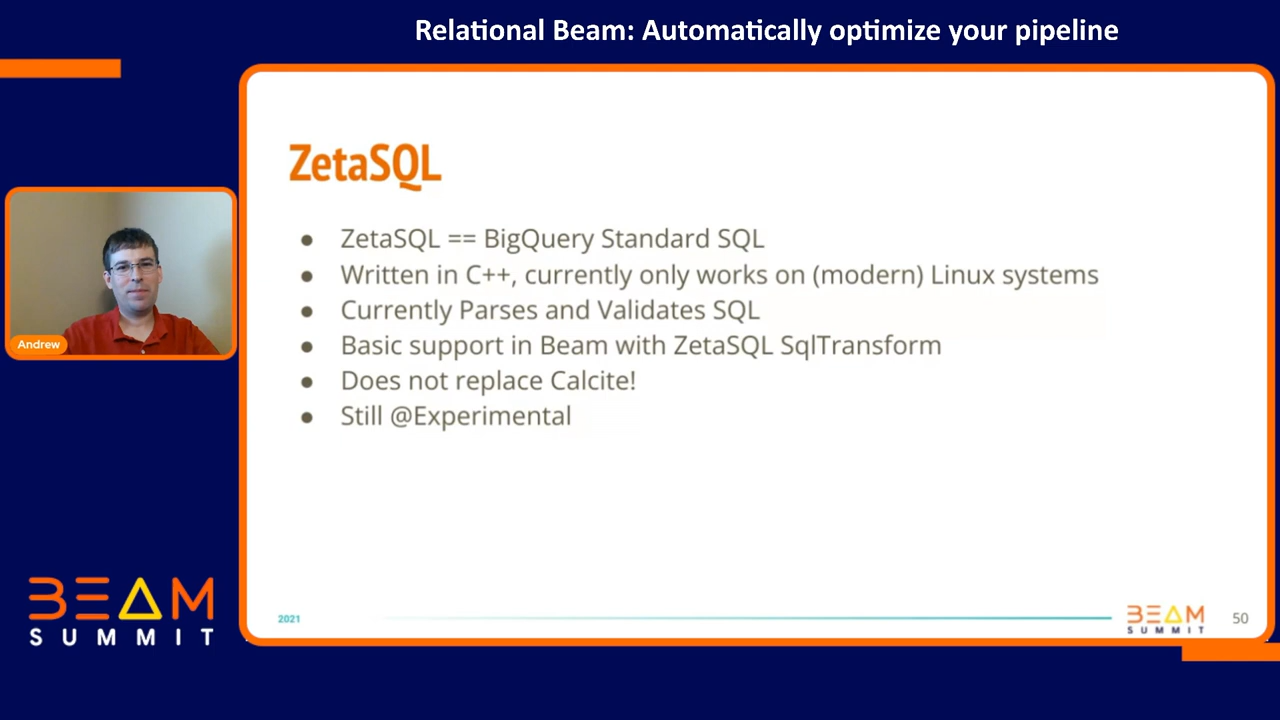 Relational Beam: Automatically optimize your pipeline
ZetaSQL
● ZetaSQL == BigQuery Standard SQL
● Written in C++, currently only works on (modern) Linux systems
● Currently Parses and Validates SQL
● Basic support in Beam with ZetaSQL SqlTransform
● Does not replace Calcite!
● Still @Experimental
Andrew
BEAM
SUMMIT
2021
BEAM
SUMMIT
50